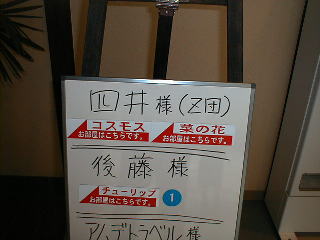 四井様(Z団)
コスモス 菜の花
お部屋はこちらです。 お部屋はこちらです。
後藤様
チューリップ 1
お部屋はこちらです。
アムデトラベル様